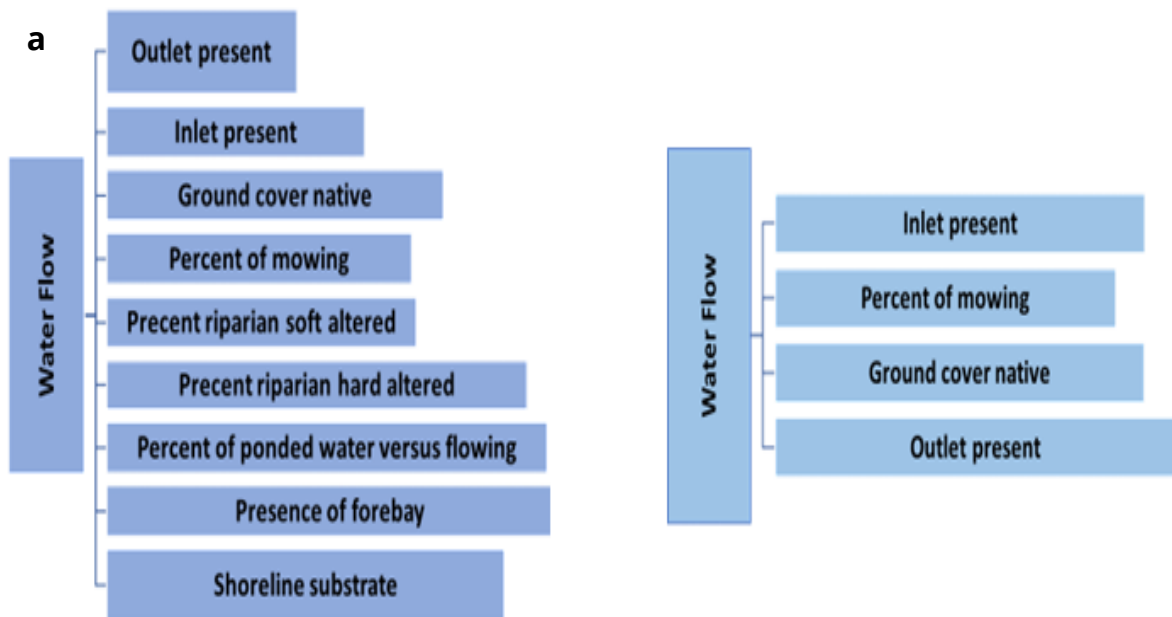 a
Water Flow
Outlet present
Inlet present
Ground cover native
Percent of mowing
Precent riparian soft altered
Precent riparian hard altered
Percent of ponded water versus flowing
Presence of forebay
Shoreline substrate
Water Flow
Inlet present
Percent of mowing
Ground cover native
Outlet present